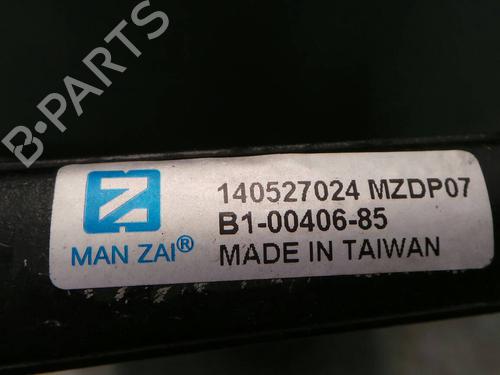 B-PARTS
140527024 MZDP07
B1-00406-85
MAN ZAI® MADE IN TAIWAN